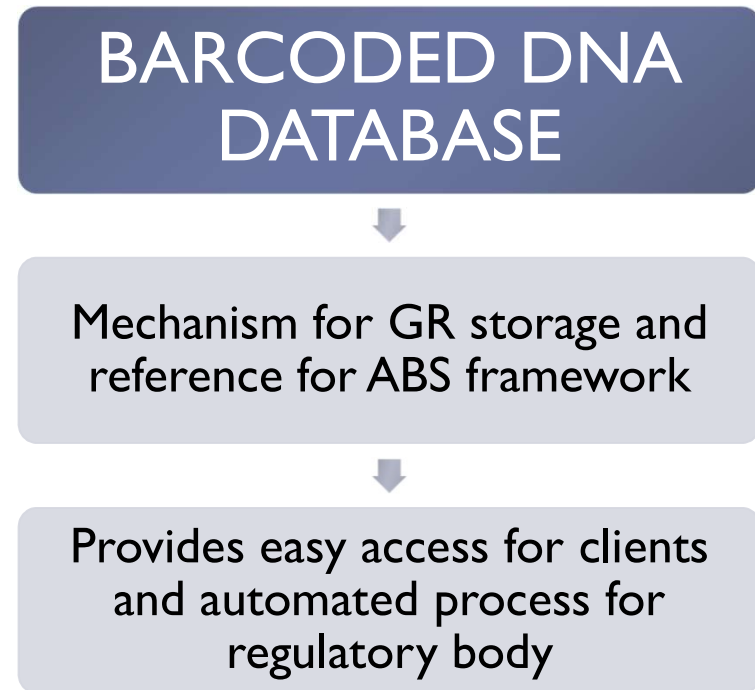 BARCODED DNA
DATABASE
Mechanism for GR storage and
reference for ABS framework
Provides easy access for clients
and automated process for
regulatory body